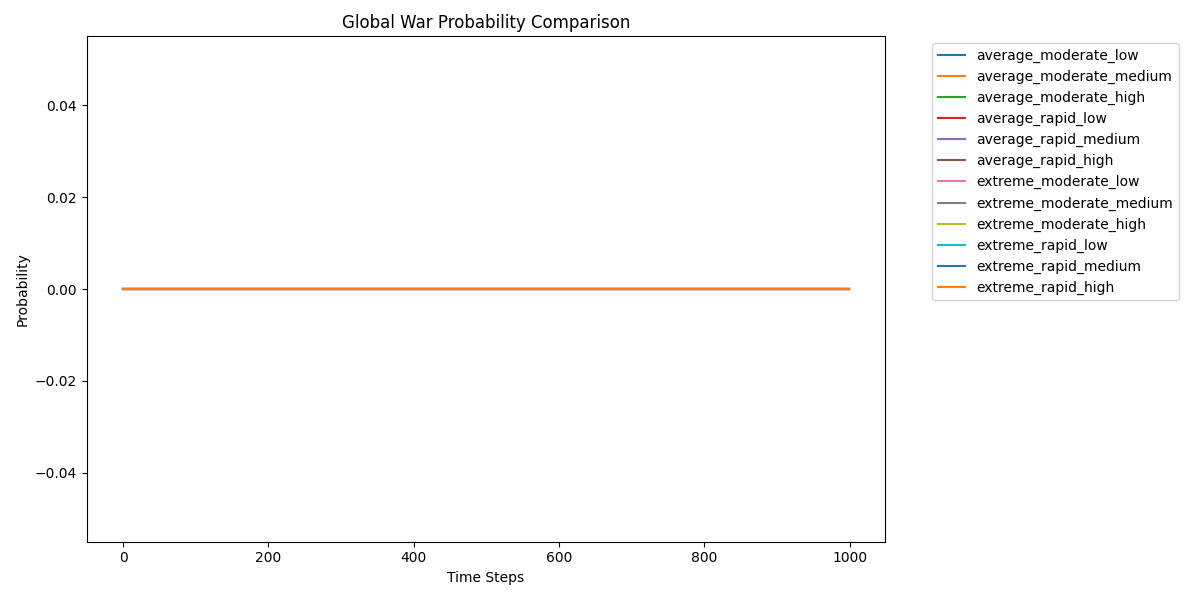 Global War Probability Comparison
Probability
0.04
0.02
0.00
−0.02
−0.04
0
200
400
600
800
1000
Time Steps
average_moderate_low
average_moderate_medium
average_moderate_high
average_rapid_low
average_rapid_medium
average_rapid_high
extreme_moderate_low
extreme_moderate_medium
extreme_moderate_high
extreme_rapid_low
extreme_rapid_medium
extreme_rapid_high